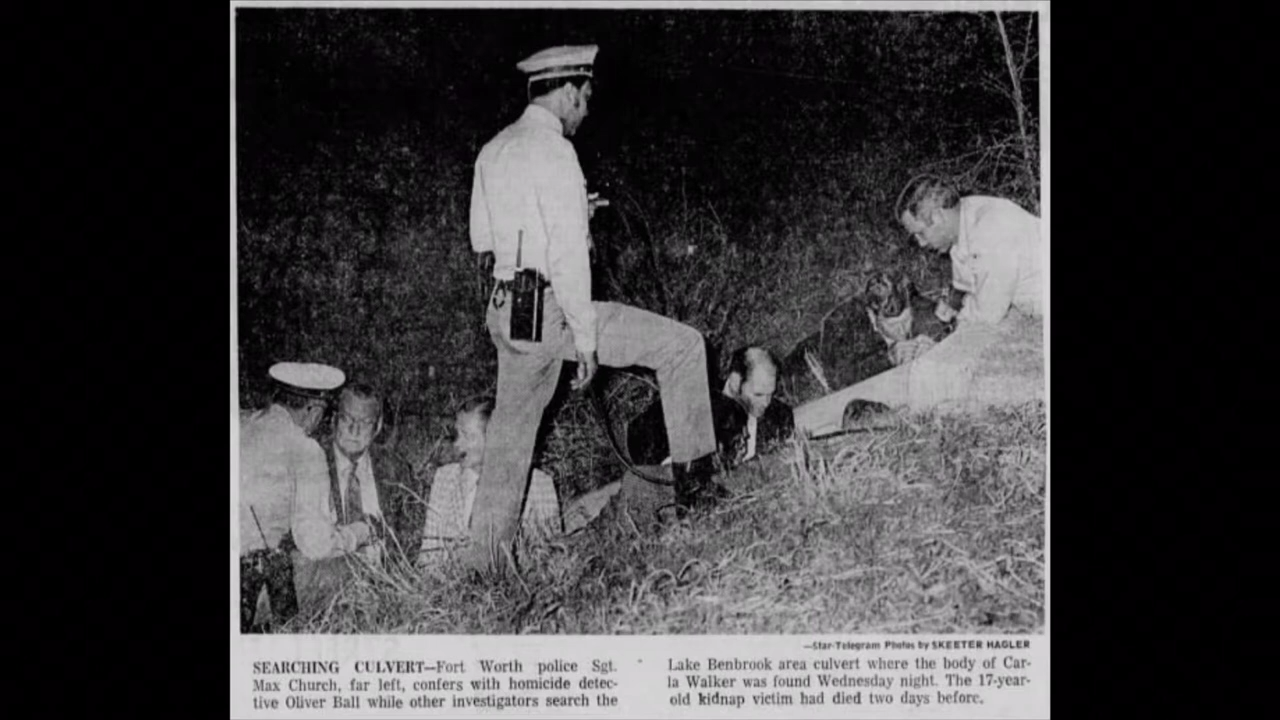 —Star-Telegram Photos by SKEETER HAGLER
SEARCHING CULVERT—Fort Worth police Sgt.
Max Church, far left, confers with homicide detec-
tive Oliver Ball while other investigators search the
Lake Benbrook area culvert where the body of Car-
la Walker was found Wednesday night. The 17-year-
old kidnap victim had died two days before.